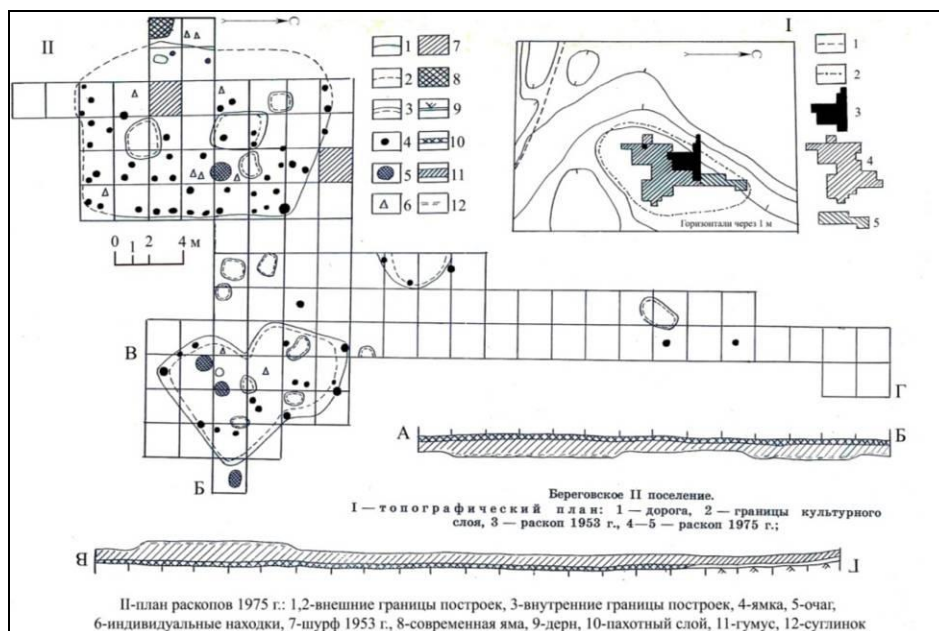 II
I
1
2
3
4
5
6
7
8
9
10
11
12
1
2
3
4
5
С
С
Горизонтали через 1 м
0 1 2 4 м
В
Г
Б
А
Б
Береговское II поселение.
I — топографический план: 1 — дорога, 2 — границы культурного
слоя, 3 — раскоп 1953 г., 4—5 — раскоп 1975 г.;
В
Г
II-план раскопов 1975 г.: 1,2-внешние границы построек, 3-внутренние границы построек, 4-ямка, 5-очаг,
6-индивидуальные находки, 7-шурф 1953 г., 8-современная яма, 9-дерн, 10-пахотный слой, 11-гумус, 12-суглинок